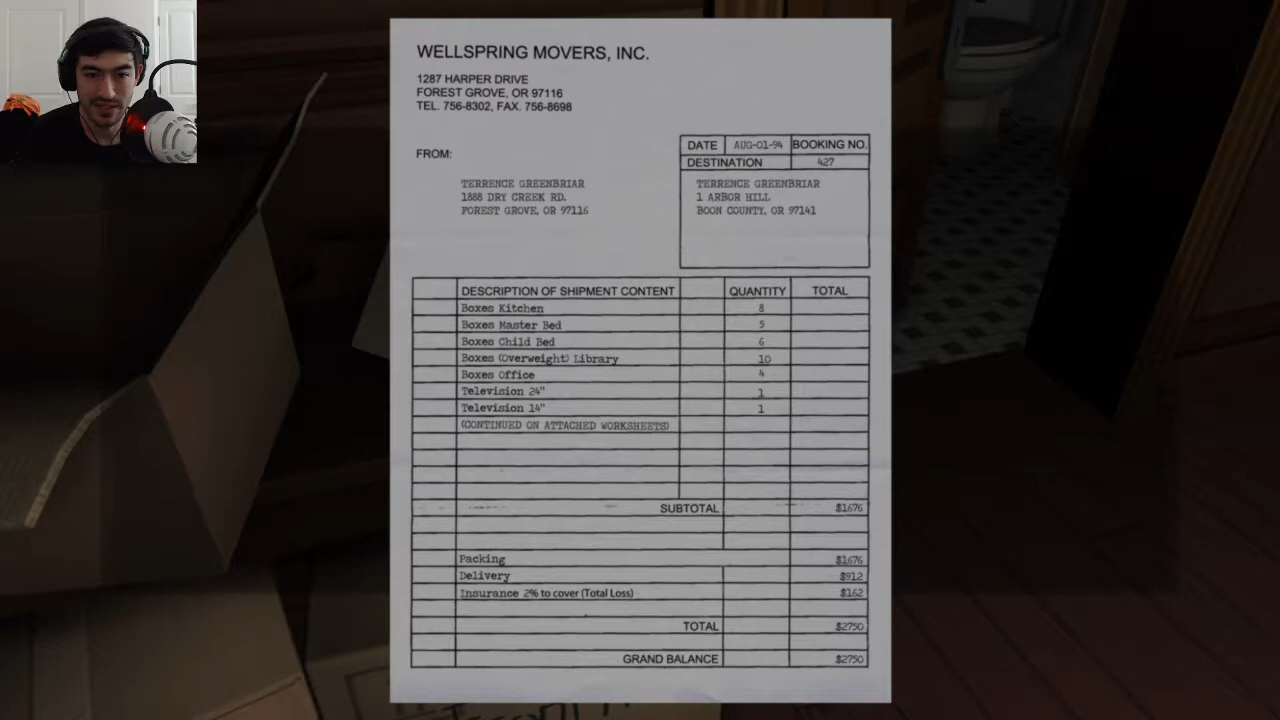 WELLSPRING MOVERS, INC.
1287 HARPER DRIVE
FOREST GROVE, OR 97116
TEL. 756-8302, FAX. 756-8698
DATE AUG-01-94 BOOKING NO.
DESTINATION 427
FROM:
TERRENCE GREENBRIAR
1888 DRY CREEK RD.
FOREST GROVE, OR 97116
TERRENCE GREENBRIAR
1 ARBOR HILL
BOON COUNTY, OR 97141
DESCRIPTION OF SHIPMENT CONTENT QUANTITY TOTAL
Boxes Kitchen 8
Boxes Master Bed 5
Boxes Child Bed 6
Boxes (Overweight) Library 10
Boxes Office 4
Television 24" 1
Television 14" 1
(CONTINUED ON ATTACHED WORKSHEETS)
SUBTOTAL $1676
Packing $1676
Delivery $912
Insurance 2% to cover (Total Loss) $162
TOTAL $2750
GRAND BALANCE $2750